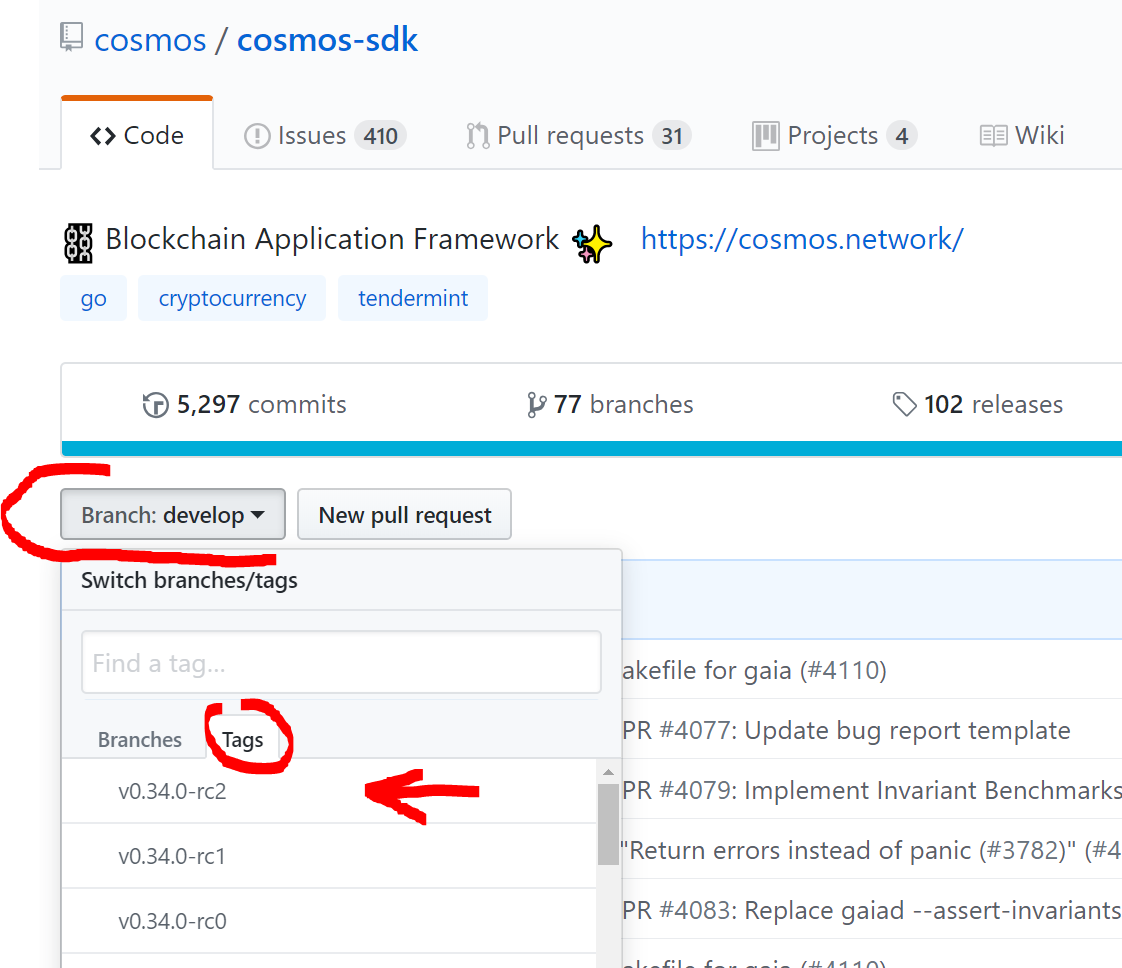 cosmos / cosmos-sdk
Code Issues 410 Pull requests 31 Projects 4 Wiki
Blockchain Application Framework https://cosmos.network/
go cryptocurrency tendermint
5,297 commits 77 branches 102 releases
Branch: develop New pull request
Switch branches/tags
Find a tag...
akefile for gaia (#4110)
PR #4077: Update bug report template
Branches Tags
v0.34.0-rc2
PR #4079: Implement Invariant Benchmarks
v0.34.0-rc1
"Return errors instead of panic (#3782)" (#4
v0.34.0-rc0
PR #4083: Replace gaiad --assert-invariants
akefile for gaia (#4110)